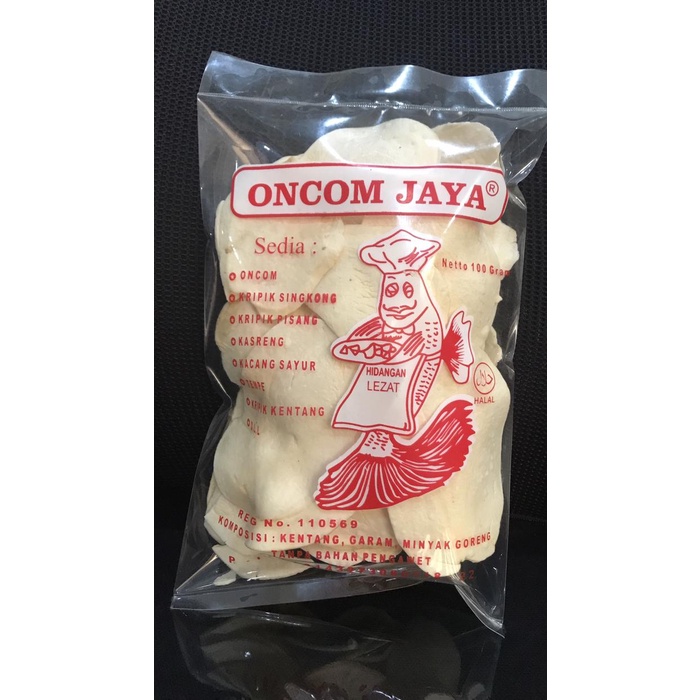 ONCOM JAYA®
Sedia :
ONCOM
KRIPIK SINGKONG
KRIPIK PISANG
KASRENG
KACANG SAYUR
KENTANG
Netto 100 Gram
HIDANGAN
LEZAT
HALAL
REG No. 110569
KOMPOSISI : KENTANG, GARAM, MINYAK GORENG
TANPA BAHAN PENGAWET